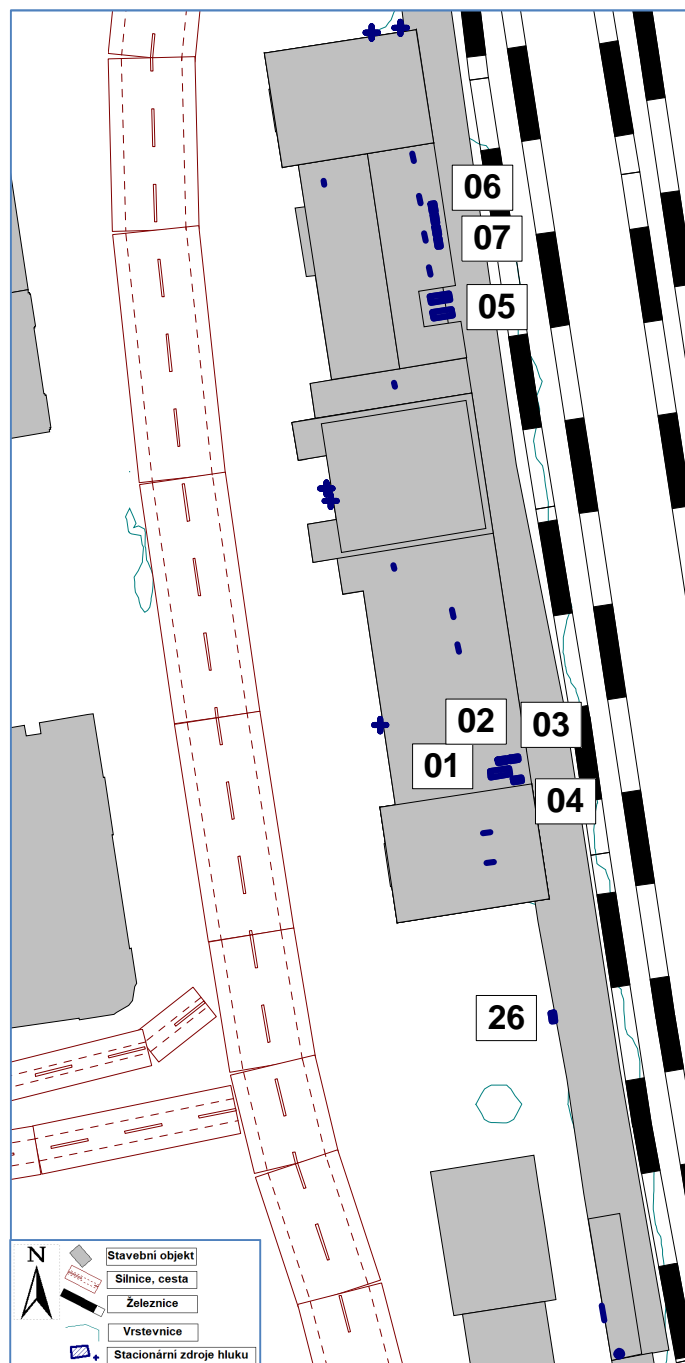 06
07
05
02
03
01
04
26
N
Stavební objekt
Silnice, cesta
Železnice
Vrstevnice
Stacionární zdroje hluku